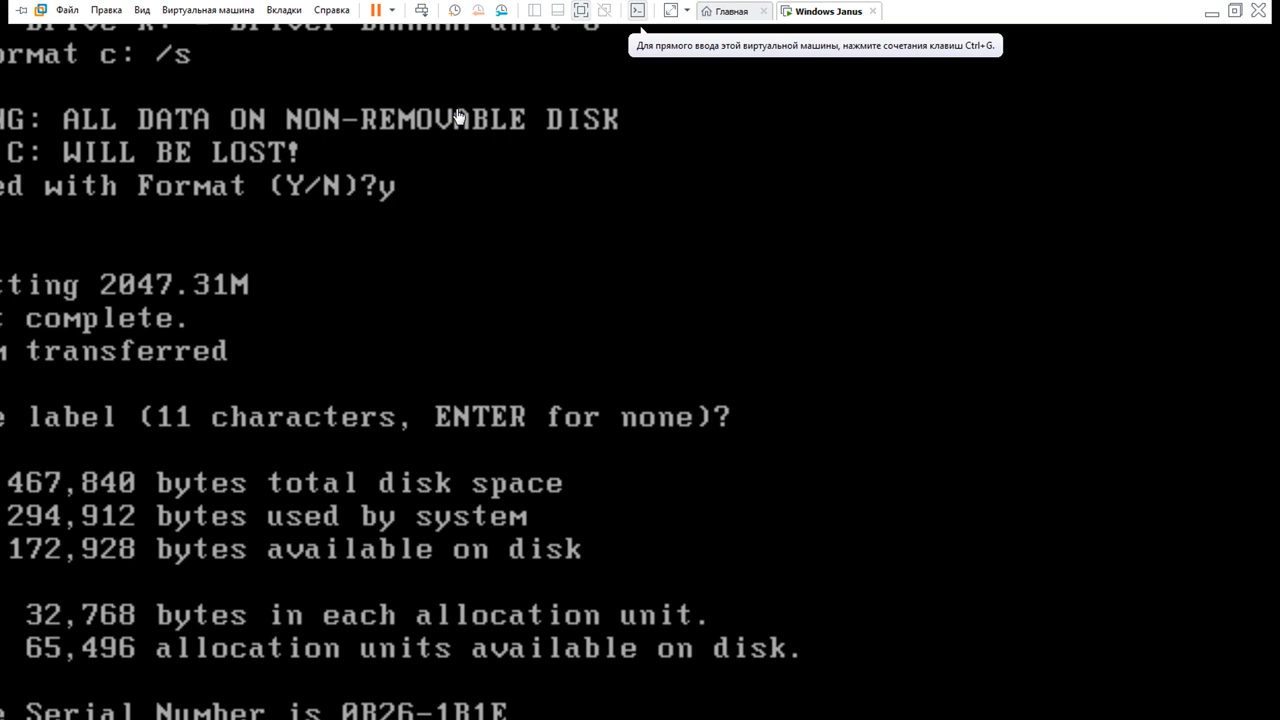 Файл Правка Вид Виртуальная машина Вкладки Справка Главная Windows Janus
Для прямого ввода этой виртуальной машины, нажмите сочетания клавиш Ctrl+G.
ormat c: /s
NG: ALL DATA ON NON-REMOVABLE DISK
C: WILL BE LOST!
ed with Format (Y/N)?y
tting 2047.31M
t complete.
m transferred
e label (11 characters, ENTER for none)?
467,840 bytes total disk space
294,912 bytes used by system
172,928 bytes available on disk
32,768 bytes in each allocation unit.
65,496 allocation units available on disk.
e Serial Number is 0B26-1B1E